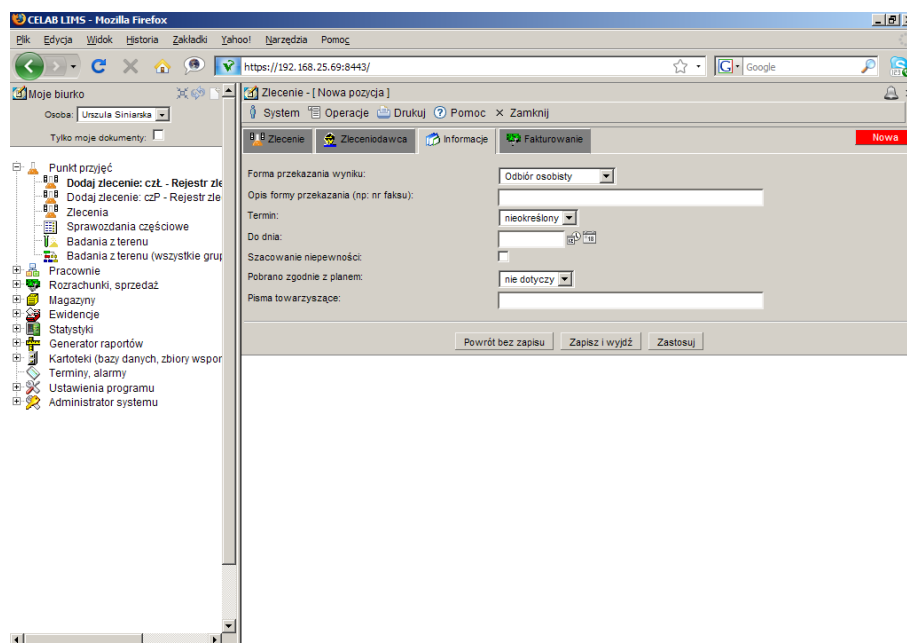 CELAB LIMS - Mozilla Firefox
Plik Edycja Widok Historia Zakładki Yahoo! Narzędzia Pomoc
https://192.168.25.69:8443/
G Google
Moje biurko
Osoba: Urszula Siniarska
Tylko moje dokumenty:
Punkt przyjęć
Dodaj zlecenie: czŁ - Rejestr zle
Dodaj zlecenie: czP - Rejestr zle
Zlecenia
Sprawozdania częściowe
Badania z terenu
Badania z terenu (wszystkie grup
Pracownie
Rozrachunki, sprzedaż
Magazyny
Ewidencje
Statystyki
Generator raportów
Kartoteki (bazy danych, zbiory wspor
Terminy, alarmy
Ustawienia programu
Administrator systemu
Zlecenie - [ Nowa pozycja ]
System Operacje Drukuj Pomoc × Zamknij
Zlecenie Zleceniodawca Informacje Fakturowanie Nowa
Forma przekazania wyniku: Odbiór osobisty
Opis formy przekazania (np: nr faksu):
Termin: nieokreślony
Do dnia:
Szacowanie niepewności:
Pobrano zgodnie z planem: nie dotyczy
Pisma towarzyszące:
Powrót bez zapisu Zapisz i wyjdź Zastosuj